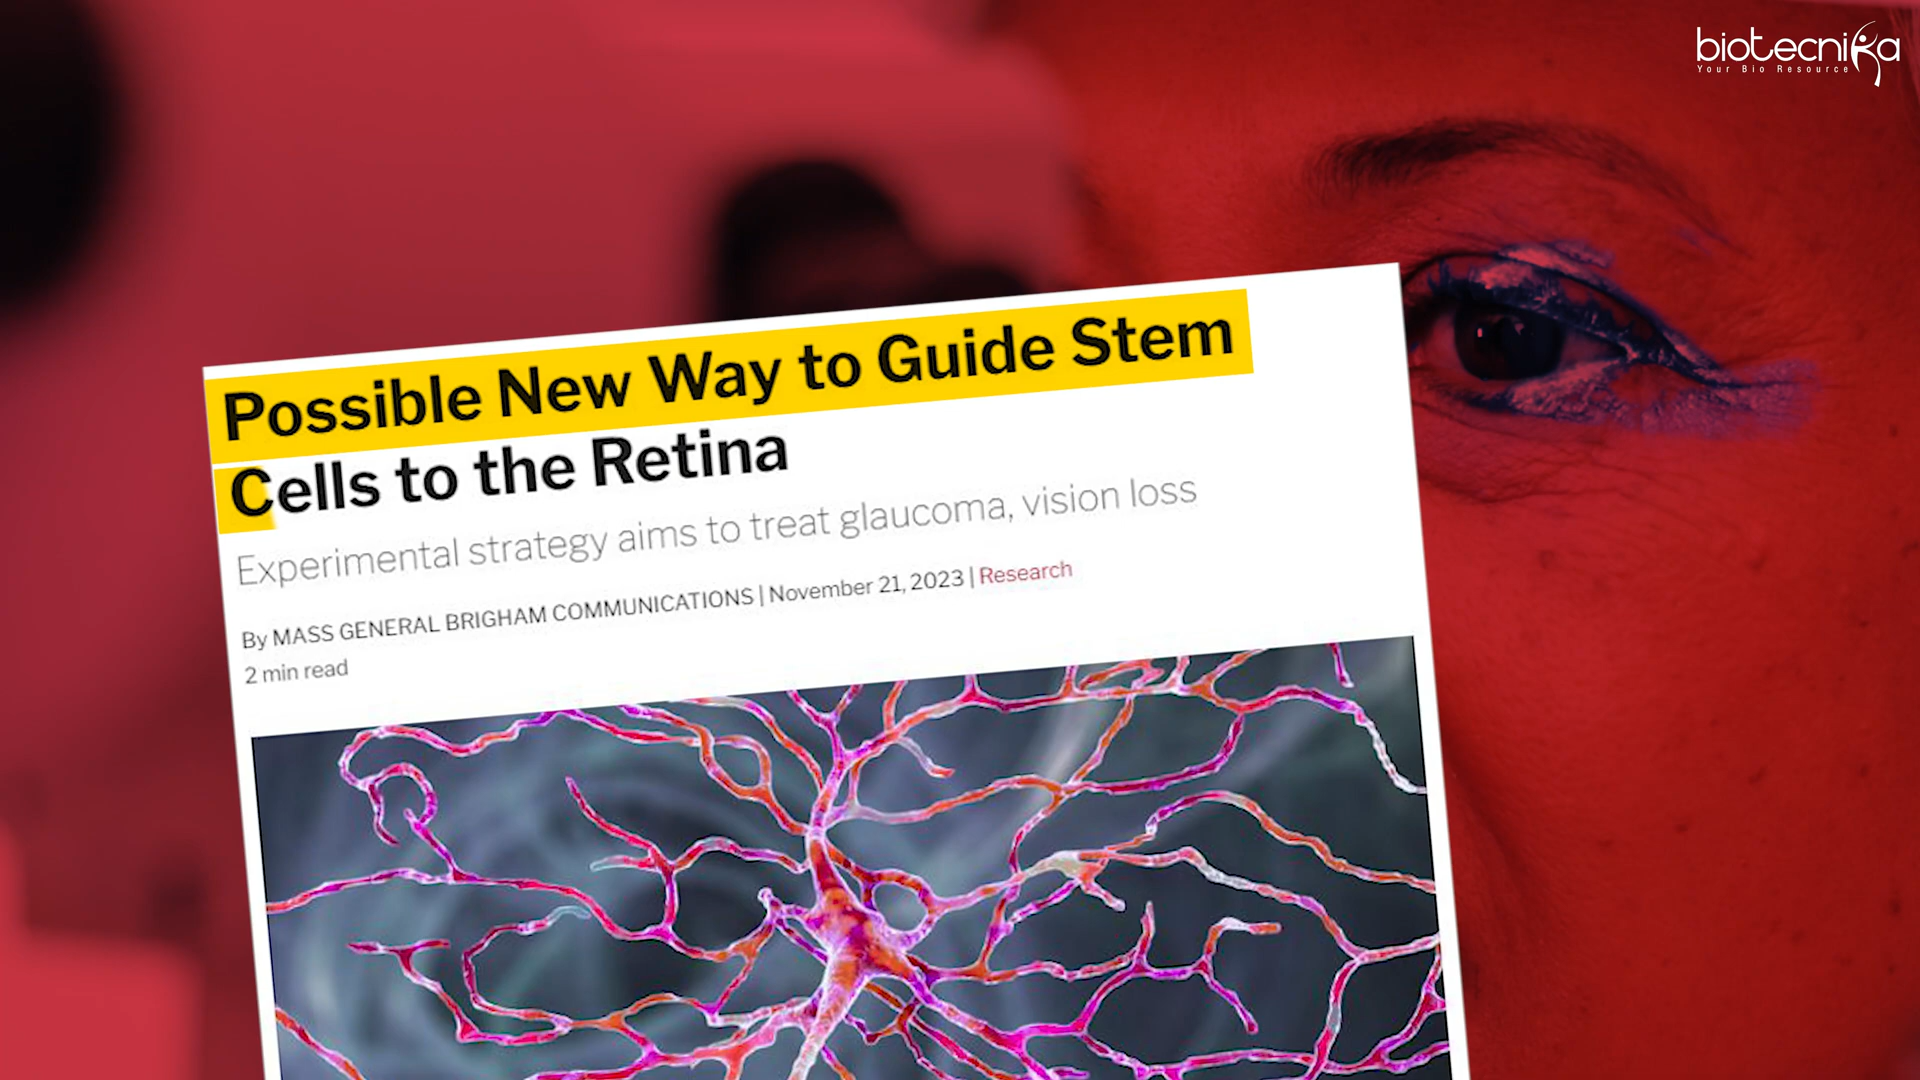 biotecnika
Your Bio Resource
Possible New Way to Guide Stem
Cells to the Retina
Experimental strategy aims to treat glaucoma, vision loss
By MASS GENERAL BRIGHAM COMMUNICATIONS | November 21, 2023 | Research
2 min read